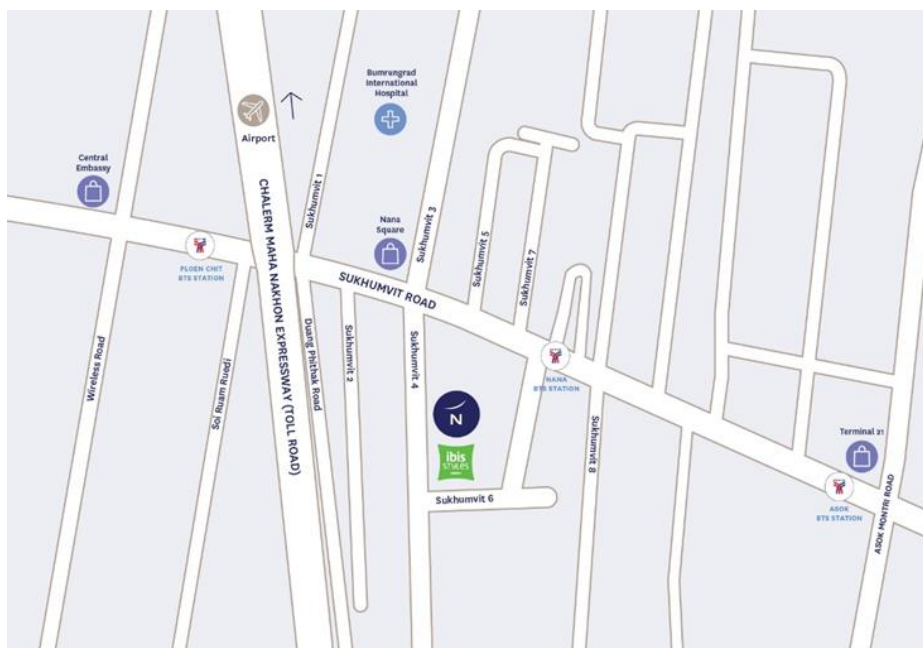 Bumrungrad
International
Hospital
Airport
Central
Embassy
Sukhumvit 1
Sukhumvit 3
Nana
Square
Sukhumvit 5
Sukhumvit 7
PLOEN CHIT
BTS STATION
CHALERM MAHA NAKHON EXPRESSWAY (TOLL ROAD)
SUKHUMVIT ROAD
Wireless Road
Soi Ruam Ruedi
Duang Phithak Road
Sukhumvit 2
Sukhumvit 4
NANA
BTS STATION
N
ibis
STYLES
Sukhumvit 6
Sukhumvit 8
Terminal 21
ASOK
BTS STATION
ASOK MONTRI ROAD